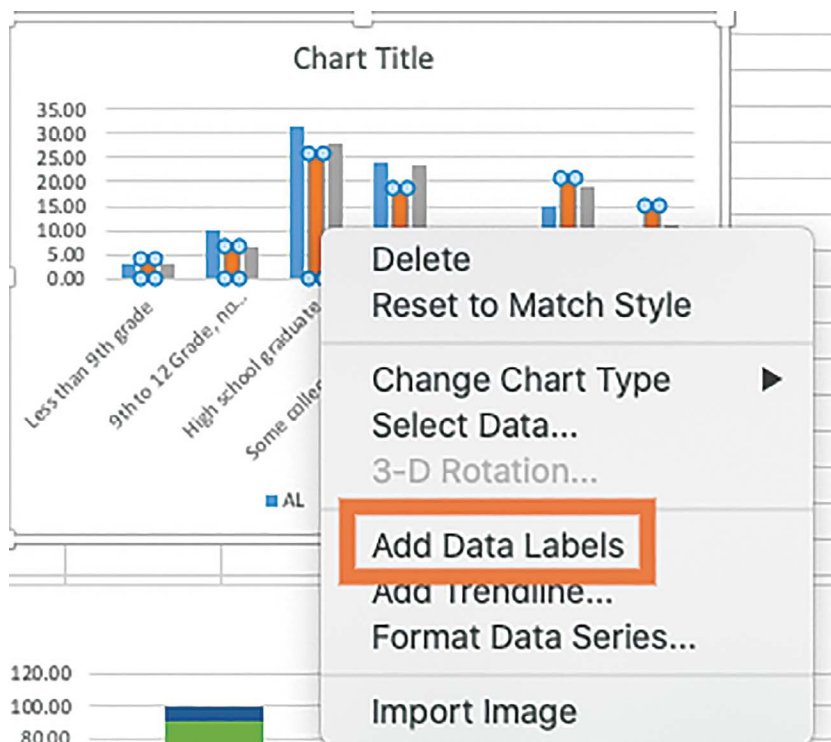 Chart Title
35.00
30.00
25.00
20.00
15.00
10.00
5.00
0.00
Less than 9th grade
9th to 12 Grade, no...
High school graduate
Some colle
AL
Delete
Reset to Match Style
Change Chart Type
Select Data...
3-D Rotation...
Add Data Labels
Add Trendline...
Format Data Series...
Import Image
120.00
100.00
80.00